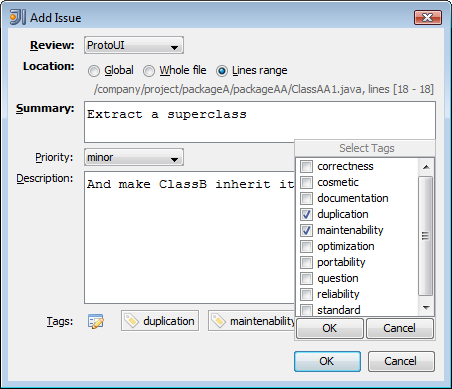 Add Issue
Review: ProtoUI
Location: Global Whole file Lines range
/company/project/packageA/packageAA/ClassAA1.java, lines [18 - 18]
Summary: Extract a superclass
Select Tags
Priority: minor
correctness
cosmetic
Description: And make ClassB inherit it
documentation
duplication
maintenability
optimization
portability
question
reliability
standard
Tags: duplication maintenability
OK Cancel
OK Cancel